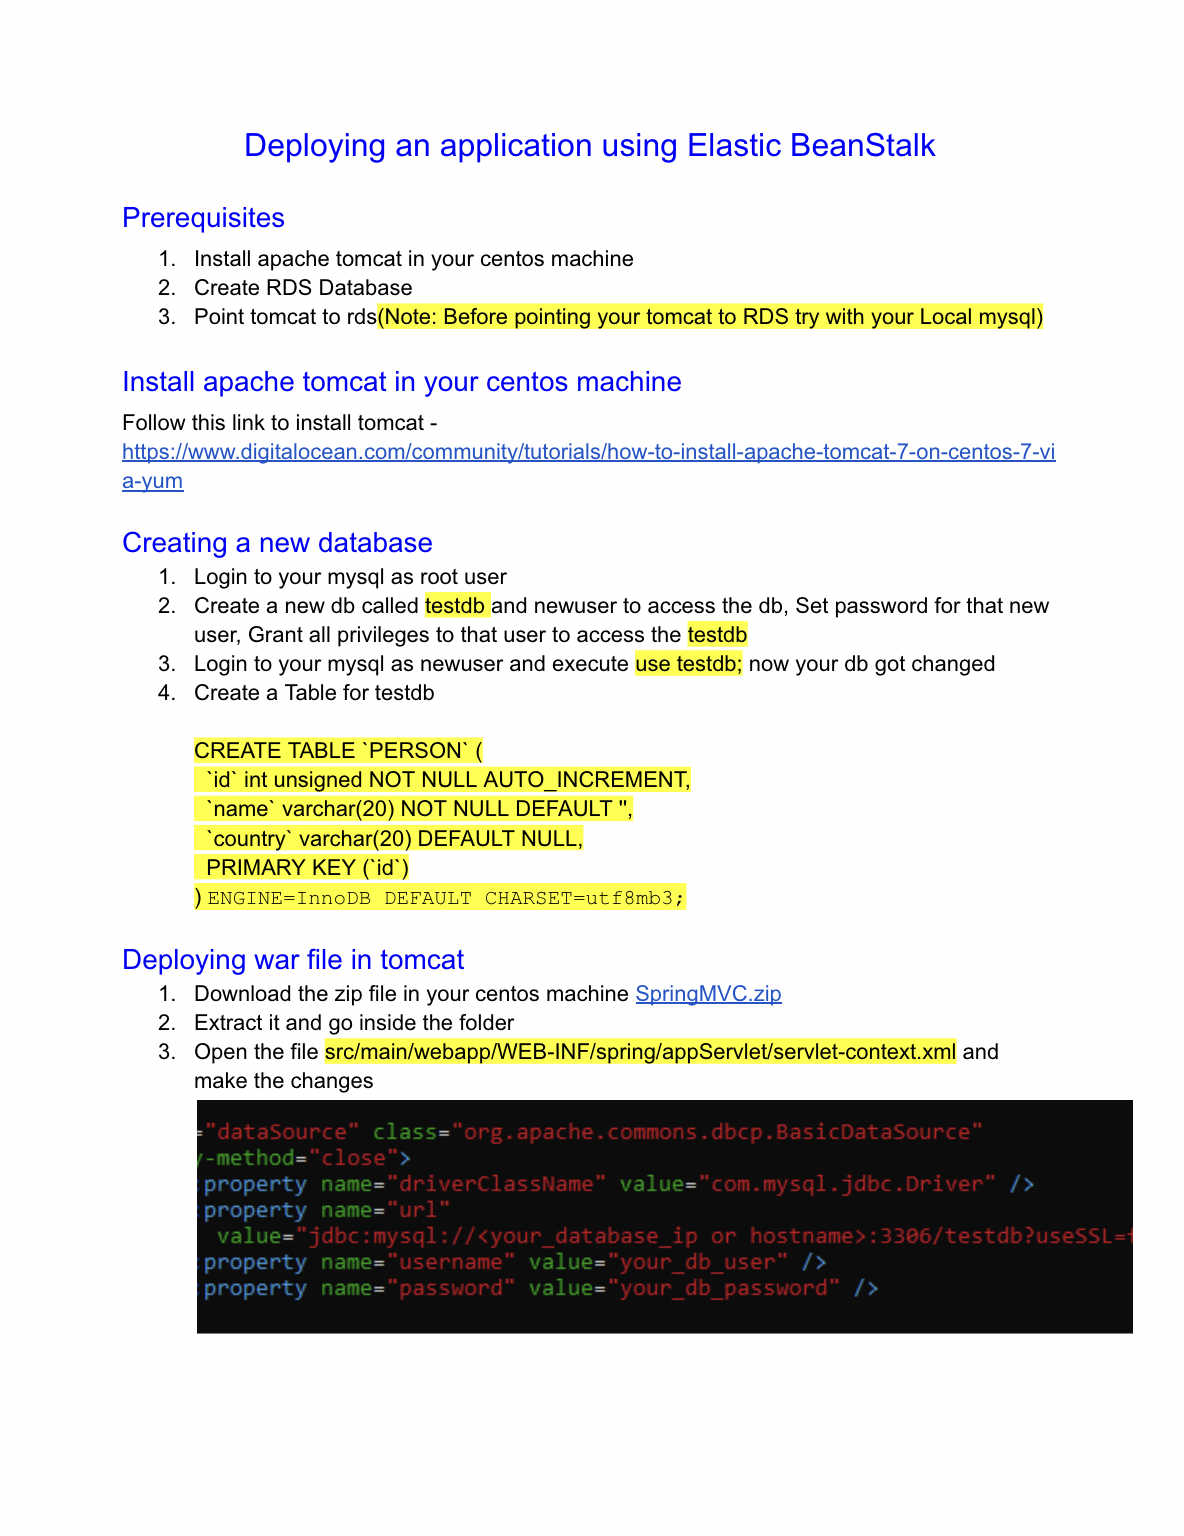 Deploying an application using Elastic BeanStalk
Prerequisites
1. Install apache tomcat in your centos machine
2. Create RDS Database
3. Point tomcat to rds(Note: Before pointing your tomcat to RDS try with your Local mysql)
Install apache tomcat in your centos machine
Follow this link to install tomcat -
https://www.digitalocean.com/community/tutorials/how-to-install-apache-tomcat-7-on-centos-7-vi
a-yum
Creating a new database
1. Login to your mysql as root user
2. Create a new db called testdb and newuser to access the db, Set password for that new
user, Grant all privileges to that user to access the testdb
3. Login to your mysql as newuser and execute use testdb; now your db got changed
4. Create a Table for testdb
CREATE TABLE `PERSON` (
`id` int unsigned NOT NULL AUTO_INCREMENT,
`name` varchar(20) NOT NULL DEFAULT '',
`country` varchar(20) DEFAULT NULL,
PRIMARY KEY (`id`)
) ENGINE=InnoDB DEFAULT CHARSET=utf8mb3;
Deploying war file in tomcat
1. Download the zip file in your centos machine SpringMVC.zip
2. Extract it and go inside the folder
3. Open the file src/main/webapp/WEB-INF/spring/appServlet/servlet-context.xml and
make the changes
="dataSource" class="org.apache.commons.dbcp.BasicDataSource"
y-method="close">
:property name="driverClassName" value="com.mysql.jdbc.Driver" />
:property name="url"
value="jdbc:mysql://<your_database_ip or hostname>:3306/testdb?useSSL=
:property name="username" value="your_db_user" />
:property name="password" value="your_db_password" />